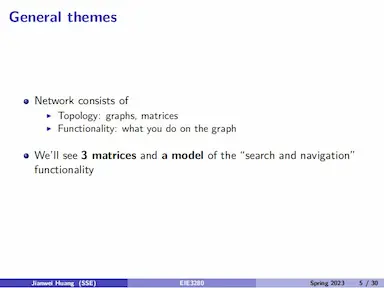 General themes
Network consists of
Topology: graphs, matrices
Functionality: what you do on the graph
We'll see 3 matrices and a model of the "search and navigation"
functionality
Jianwei Huang (SSE) EIE3280 Spring 2023 5 / 30